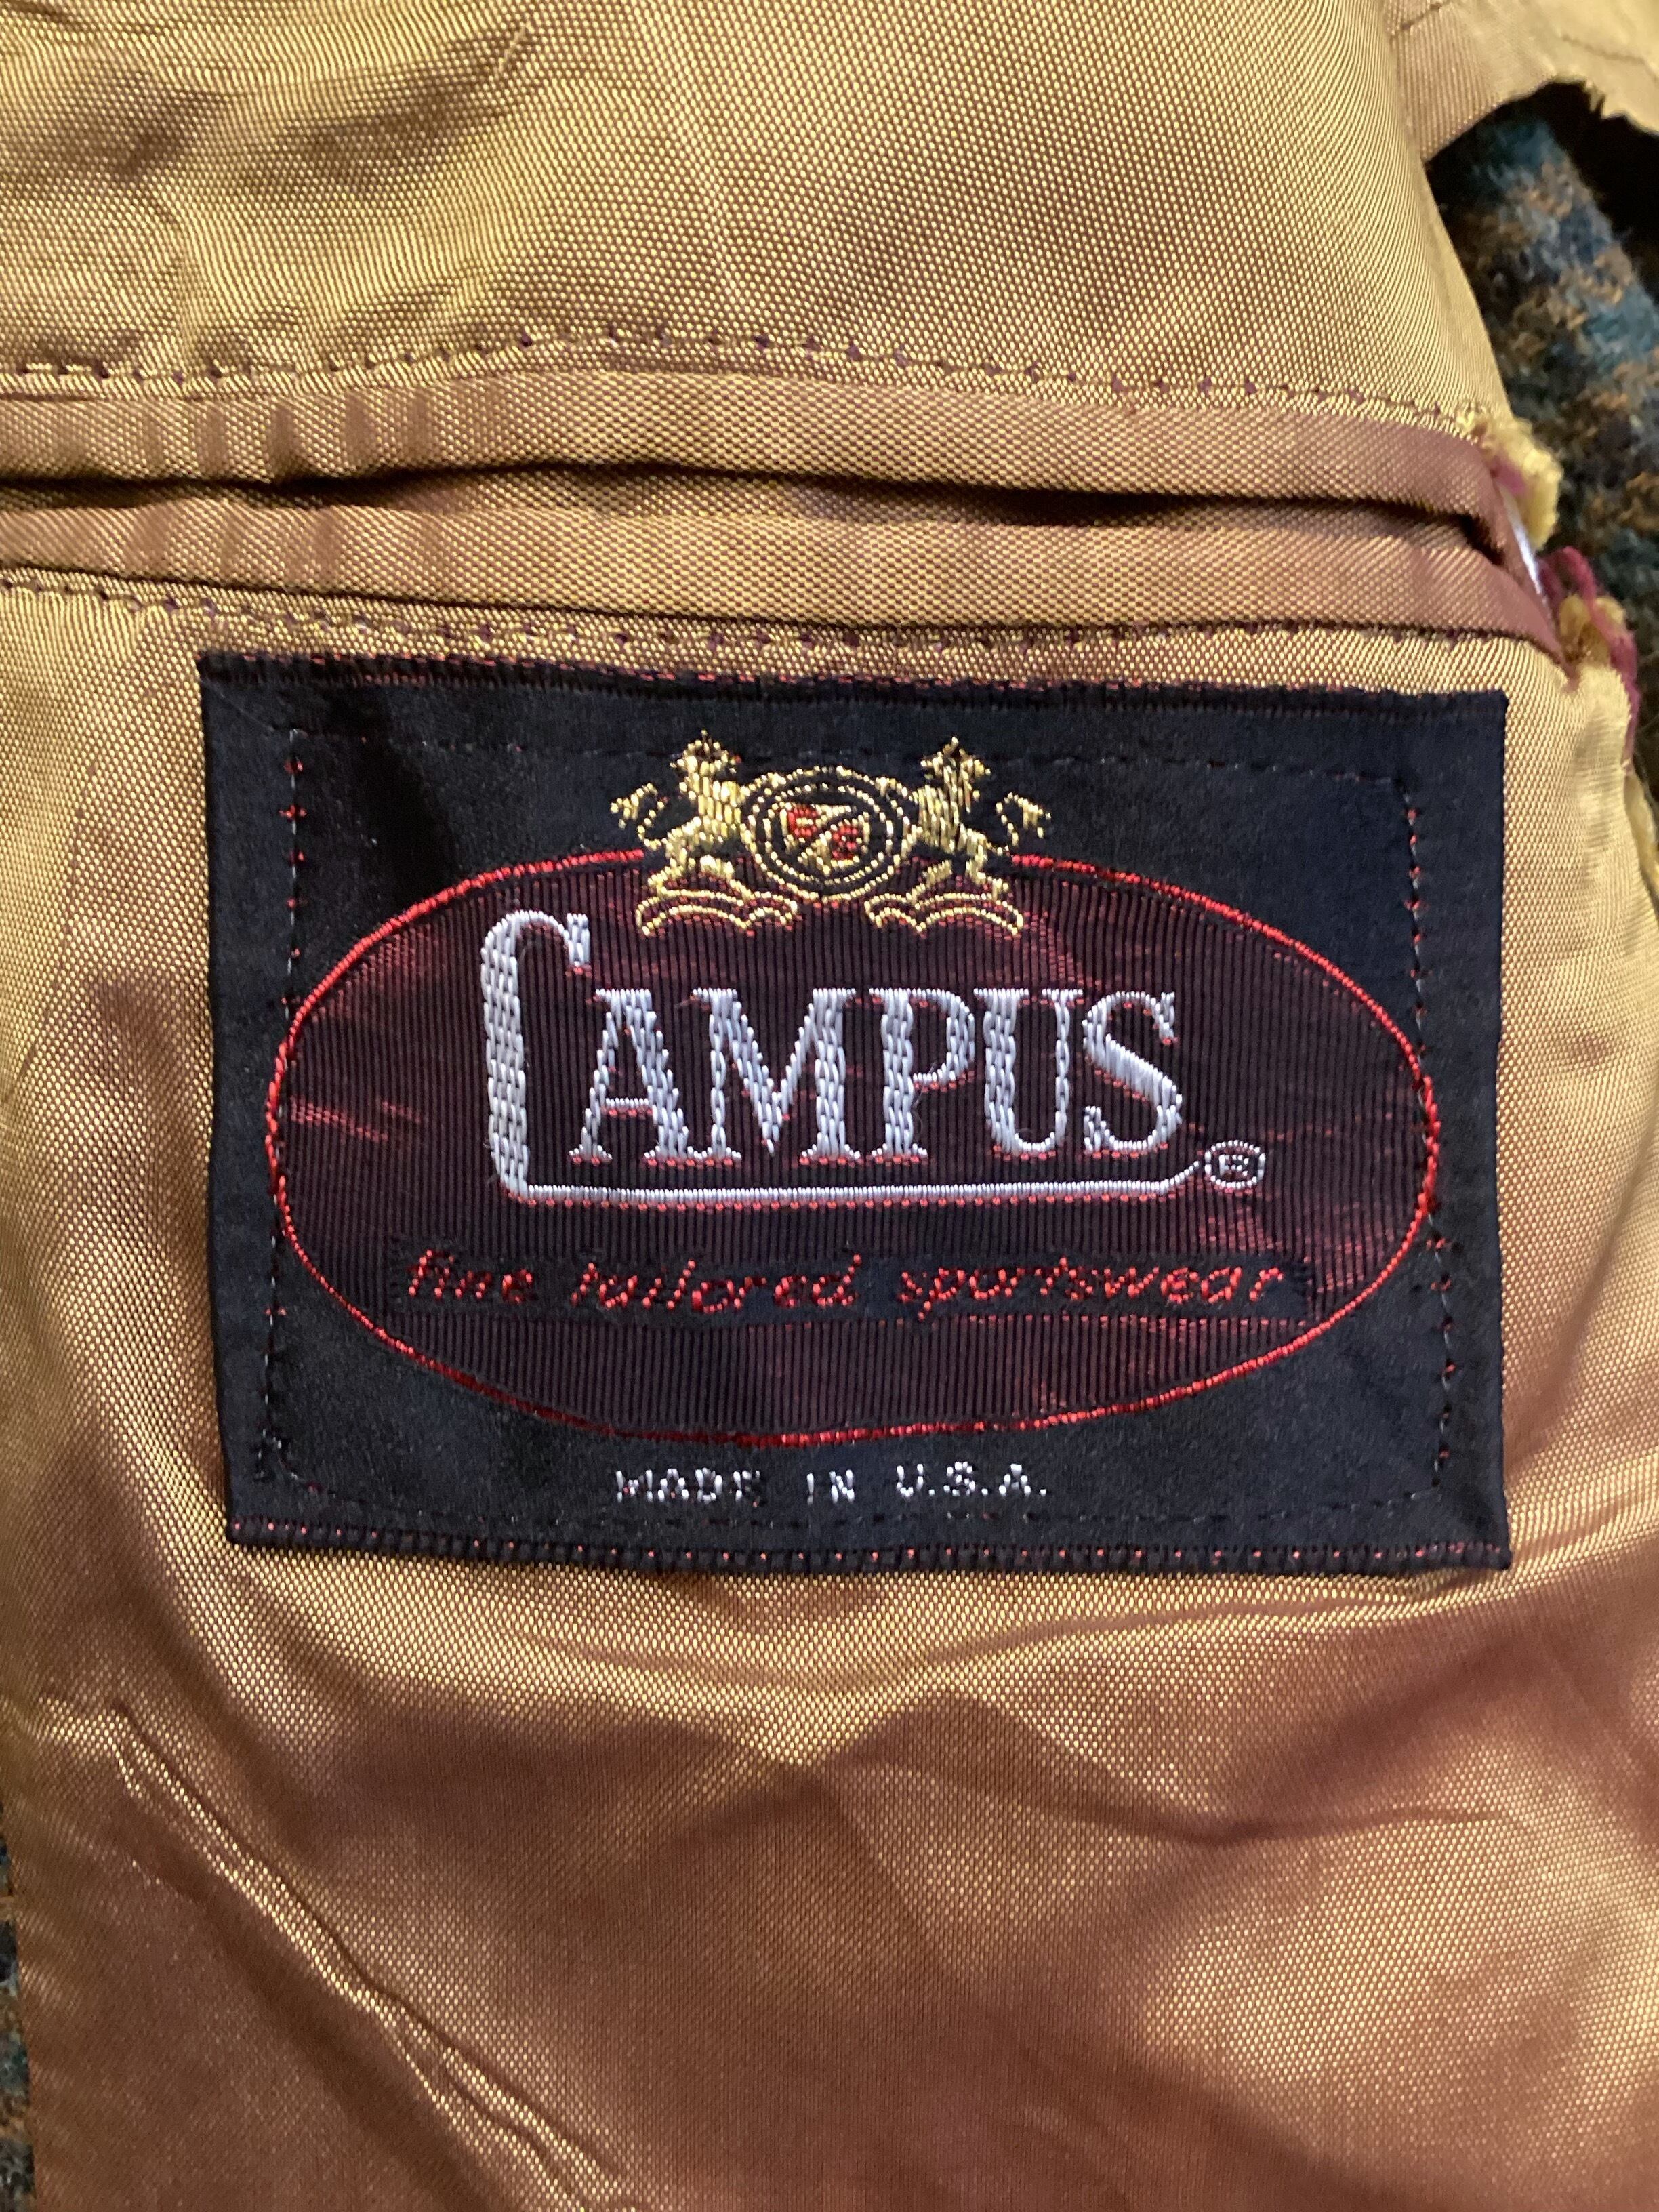 CAMPUS®
fine tailored sportswear
MADE IN U.S.A.